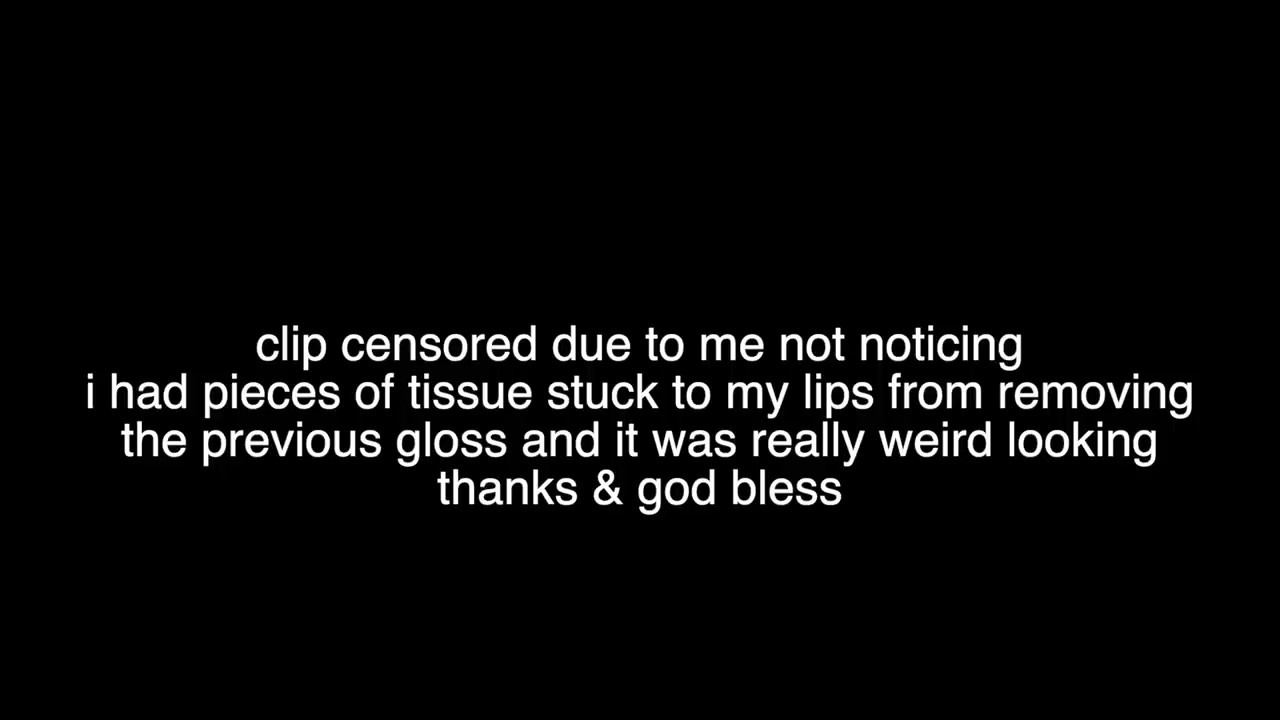 clip censored due to me not noticing
i had pieces of tissue stuck to my lips from removing
the previous gloss and it was really weird looking
thanks & god bless